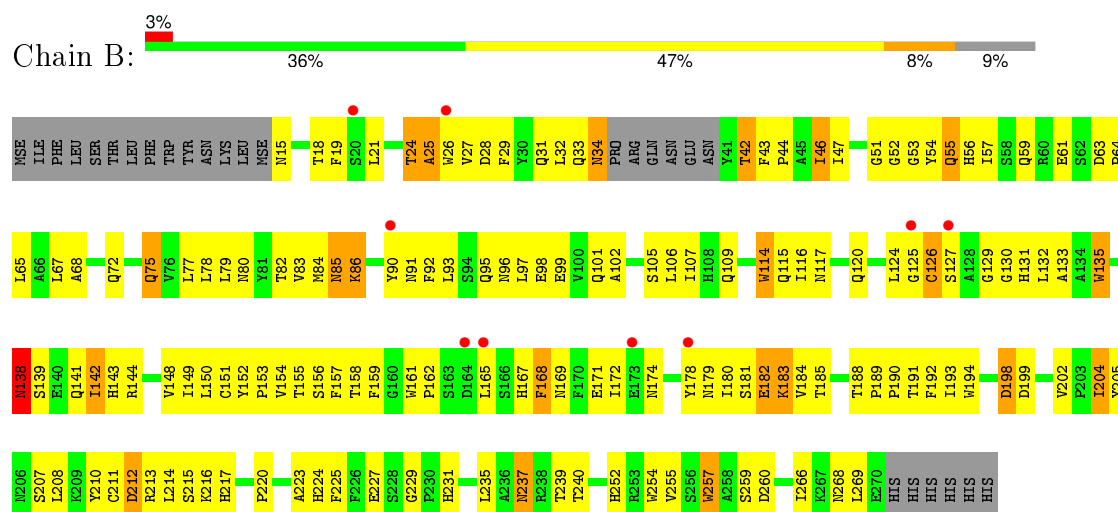 3%
Chain B:
36% 47% 8% 9%
MSE ILE PHE LEU SER THR LEU PHE TRP TYR ASN LYS LEU MSE N15 T18 F19 S20 L21 T24 A25 W26 V27 D28 F29 Y30 Q31 L32 Q33 N34 PRO ARG GLN ASN GLU ASN Y41 T42 F43 P44 A45 I46 I47 G51 G52 G53 Y54 Q55 H56 I57 S58 Q59 R60 E61 S62 D63
L65 A66 L67 A68 Q72 Q75 V76 L77 L78 L79 N80 Y81 T82 V83 M84 N85 K86 Y90 N91 F92 L93 S94 Q95 N96 L97 E98 E99 V100 Q101 A102 S105 L106 I107 H108 Q109 W114 Q115 I116 N117 Q120 L124 G125 C126 S127 A128 G129 G130 H131 L132 A133 A134 W135
N138 S139 E140 Q141 I142 H143 R144 V148 I149 L150 C151 Y152 P153 V154 T155 S156 F157 T158 F159 G160 W161 P162 S163 D164 L165 S166 H167 F168 N169 F170 E171 I172 E173 N174 Y178 N179 I180 S181 E182 K183 V184 T185 T188 P189 P190 T191 F192 I193 W194 D198 D199 V202 P203 I204
N206 S207 L208 K209 Y210 C211 D212 R213 L214 S215 K216 H217 P220 A223 H224 F225 F226 E227 S228 G229 P230 H231 L235 A236 N237 R238 T239 T240 H252 R253 W254 V255 S256 W257 A258 S259 D260 I266 K267 N268 L269 E270 HIS HIS HIS HIS HIS HIS